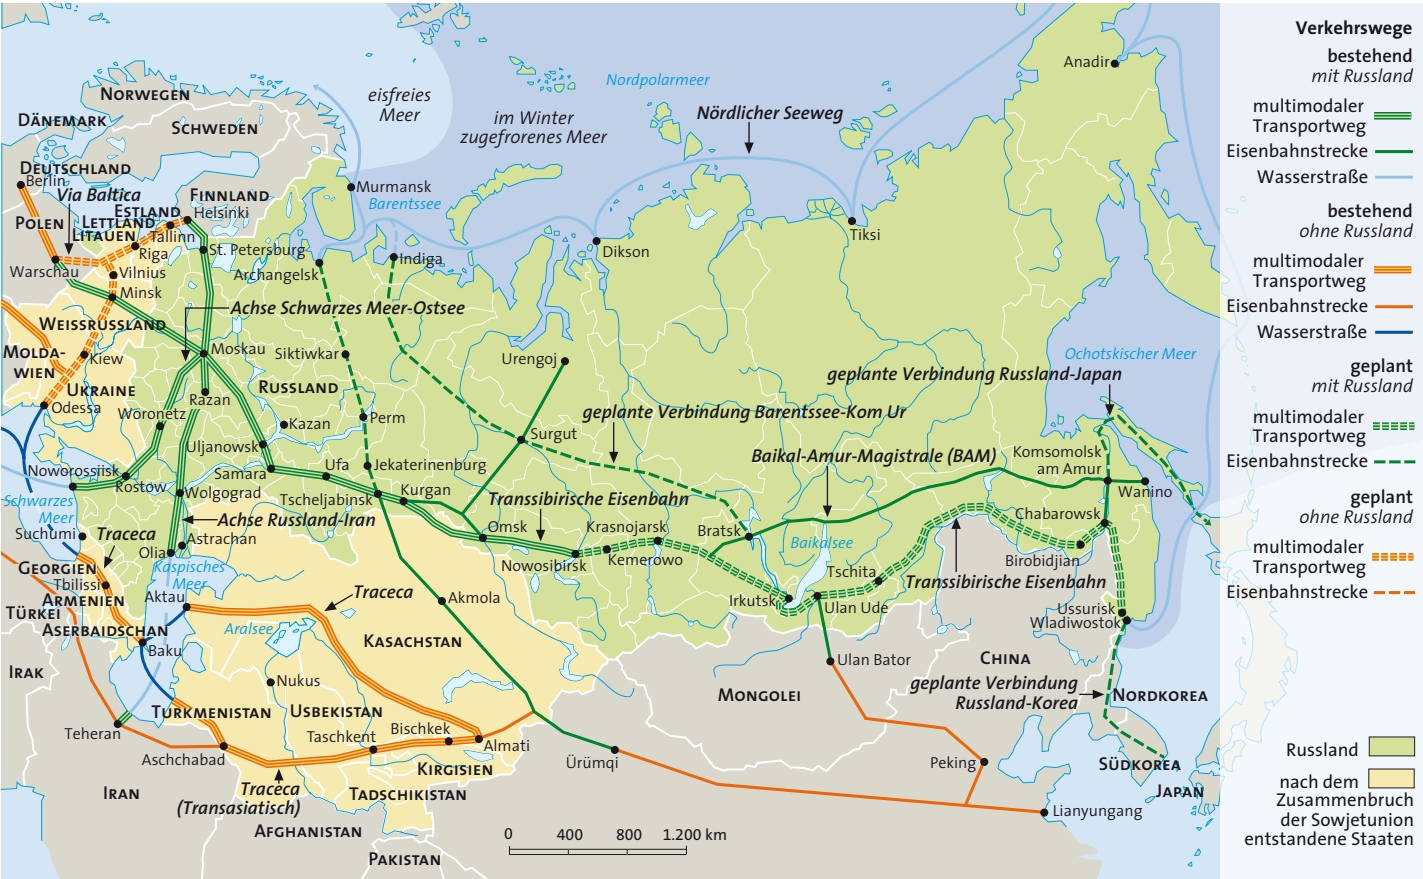 Verkehrswege
bestehend
mit Russland
multimodaler
Transportweg
Eisenbahnstrecke
Wasserstraße
bestehend
ohne Russland
multimodaler
Transportweg
Eisenbahnstrecke
Wasserstraße
geplant
mit Russland
multimodaler
Transportweg
Eisenbahnstrecke
geplant
ohne Russland
multimodaler
Transportweg
Eisenbahnstrecke
Russland
nach dem
Zusammenbruch
der Sowjetunion
entstandene Staaten
Anadir
Nordpolarmeer
NORWEGEN
eisfreies
Meer
im Winter
zugefrorenes Meer
Nördlicher Seeweg
DÄNEMARK
SCHWEDEN
DEUTSCHLAND
Berlin
Via Baltica
FINNLAND
Murmansk
Barentssee
POLEN
ESTLAND
LETTLAND
LITAUEN
Helsinki
Tallinn
Riga
Tiksi
Dikson
Warschau
Vilnius
Minsk
St. Petersburg
Archangelsk
Indiga
Achse Schwarzes Meer-Ostsee
WEISSRUSSLAND
MOLDA-
WIEN
Kiew
Moskau
Siktiwkar
Urengoj
Ochotskischer Meer
geplante Verbindung Russland-Japan
UKRAINE
RUSSLAND
Odessa
Razan
Woronetz
Kazan
Perm
geplante Verbindung Barentssee-Kom Ur
Surgut
Uljanowsk
Baikal-Amur-Magistrale (BAM)
Komsomolsk
am Amur
Noworossiisk
Rostow
Samara
Ufa
Jekaterinenburg
Tscheljabinsk
Kurgan
Wolgograd
Wanino
Schwarzes
Meer
Transsibirische Eisenbahn
Chabarowsk
Suchumi
Traceca
Achse Russland-Iran
Astrachan
Olia
Omsk
Krasnojarsk
Bratsk
Baikalsee
Nowosibirsk
Kemerowo
Birobidjian
GEORGIEN
Tbilissi
Kaspisches
Meer
Tschita
Transsibirische Eisenbahn
ARMENIEN
TÜRKEI
Aktau
Traceca
Akmola
Irkutsk
Ulan Ude
Ussurisk
Wladiwostok
ASERBAIDSCHAN
Baku
Aralsee
KASACHSTAN
IRAK
Ulan Bator
CHINA
Nukus
MONGOLEI
geplante Verbindung
Russland-Korea
NORDKOREA
TURKMENISTAN
USBEKISTAN
Teheran
Taschkent
Bischkek
Almati
Aschchabad
Ürümqi
Peking
SÜDKOREA
KIRGISIEN
IRAN
Traceca
(Transasiatisch)
TADSCHIKISTAN
JAPAN
Lianyungang
AFGHANISTAN
PAKISTAN
0 400 800 1.200 km